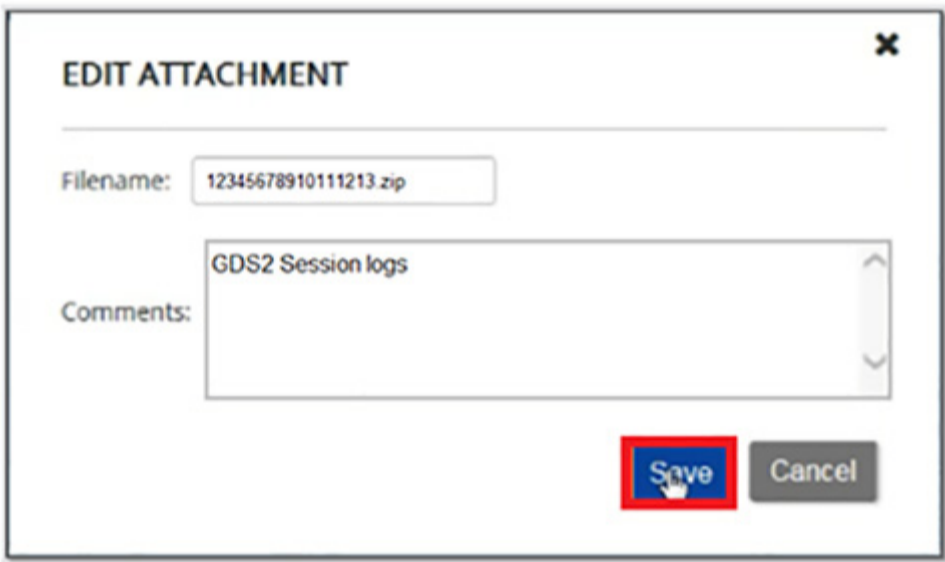 EDIT ATTACHMENT
Filename: 12345678910111213.zip
GDS2 Session logs
Comments:
Save Cancel